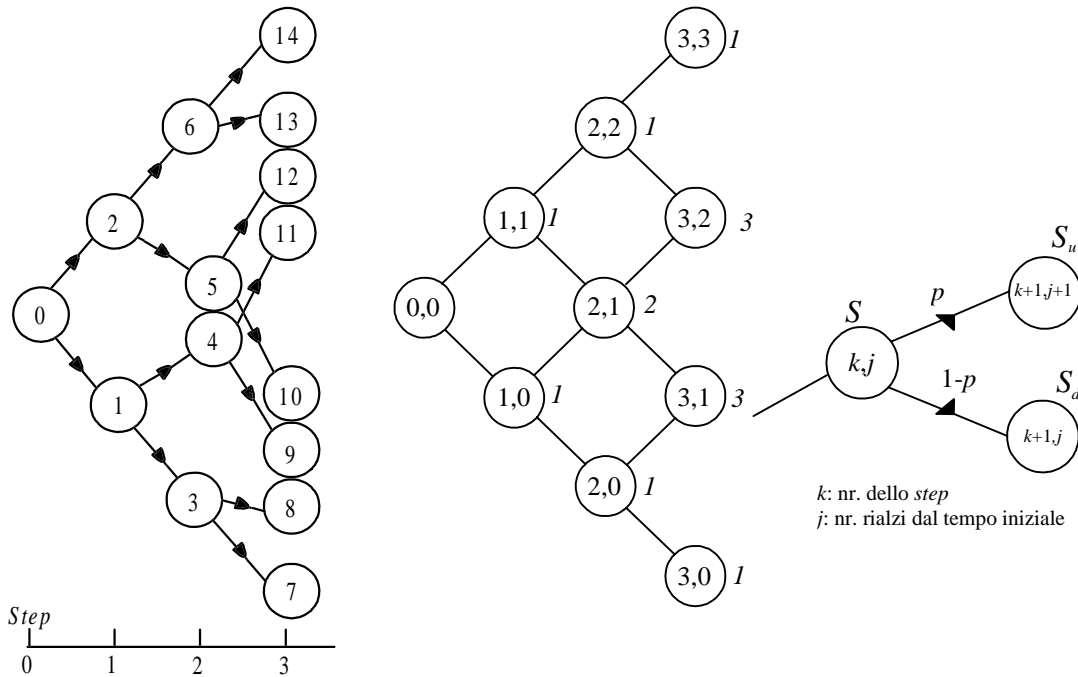 14
6
13
12
2
11
5
0
4
10
1
9
3
8
7
Step
0 1 2 3
3,3 1
2,2 1
1,1 1
3,2 3
0,0
2,1 2
1,0 1
3,1 3
2,0 1
3,0 1
S
k,j
p
1-p
S_u
k+1,j+1
S_d
k+1,j
k: nr. dello step
j: nr. rialzi dal tempo iniziale